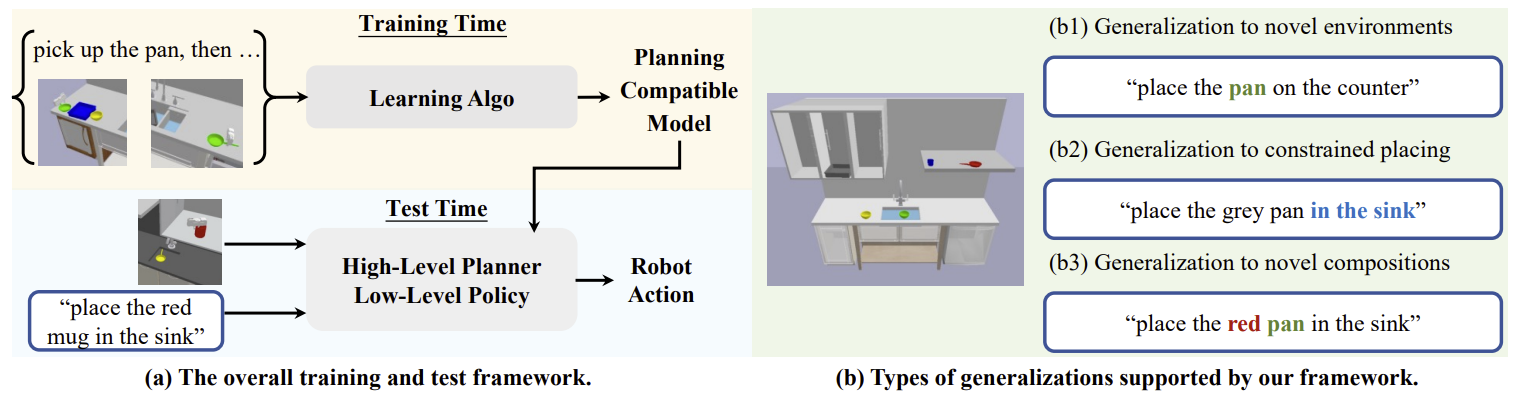 Training Time
pick up the pan, then …
Learning Algo
Planning
Compatible
Model
Test Time
“place the red
mug in the sink”
High-Level Planner
Low-Level Policy
Robot
Action
(a) The overall training and test framework.
(b1) Generalization to novel environments
“place the pan on the counter”
(b2) Generalization to constrained placing
“place the grey pan in the sink”
(b3) Generalization to novel compositions
“place the red pan in the sink”
(b) Types of generalizations supported by our framework.